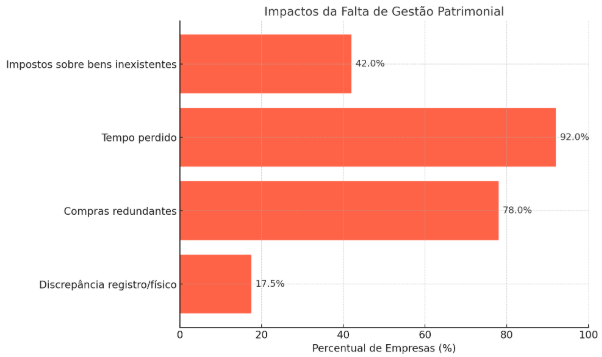 Impactos da Falta de Gestão Patrimonial
Impostos sobre bens inexistentes
42.0%
Tempo perdido
92.0%
Compras redundantes
78.0%
Discrepância registro/físico
17.5%
0 20 40 60 80 100
Percentual de Empresas (%)